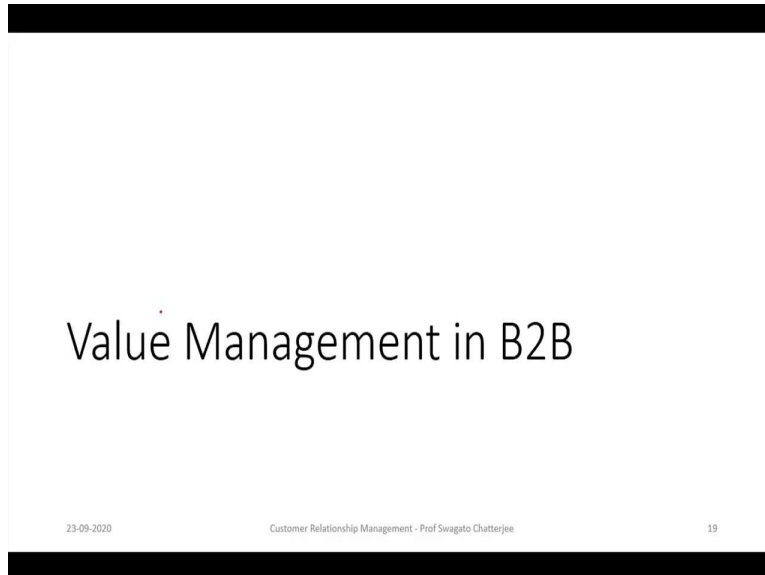 Value Management in B2B
23-09-2020
Customer Relationship Management - Prof Swagato Chatterjee
19